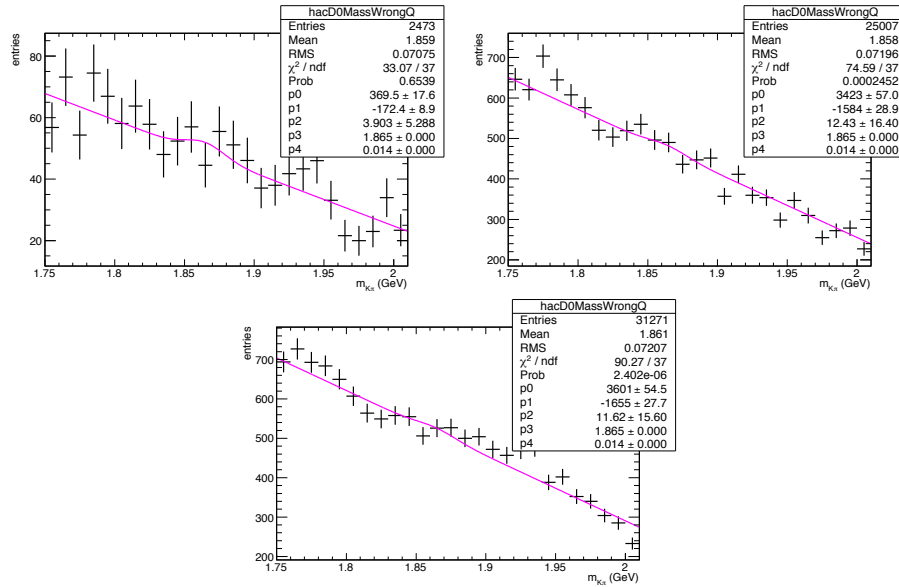 hacD0MassWrongQ
Entries 2473
Mean 1.859
RMS 0.07075
χ² / ndf 33.07 / 37
Prob 0.6539
p0 369.5 ± 17.6
p1 -172.4 ± 8.9
p2 3.903 ± 5.288
p3 1.865 ± 0.000
p4 0.014 ± 0.000
entries
80
60
40
20
1.75 1.8 1.85 1.9 1.95 2
mKπ (GeV)
hacD0MassWrongQ
Entries 25007
Mean 1.858
RMS 0.07196
χ² / ndf 74.59 / 37
Prob 0.0002452
p0 3423 ± 57.0
p1 -1584 ± 28.9
p2 12.43 ± 16.40
p3 1.865 ± 0.000
p4 0.014 ± 0.000
entries
700
600
500
400
300
200
1.75 1.8 1.85 1.9 1.95 2
mKπ (GeV)
hacD0MassWrongQ
Entries 31271
Mean 1.861
RMS 0.07207
χ² / ndf 90.27 / 37
Prob 2.402e-06
p0 3601 ± 54.5
p1 -1655 ± 27.7
p2 11.62 ± 15.60
p3 1.865 ± 0.000
p4 0.014 ± 0.000
entries
700
600
500
400
300
200
1.75 1.8 1.85 1.9 1.95 2
mKπ (GeV)